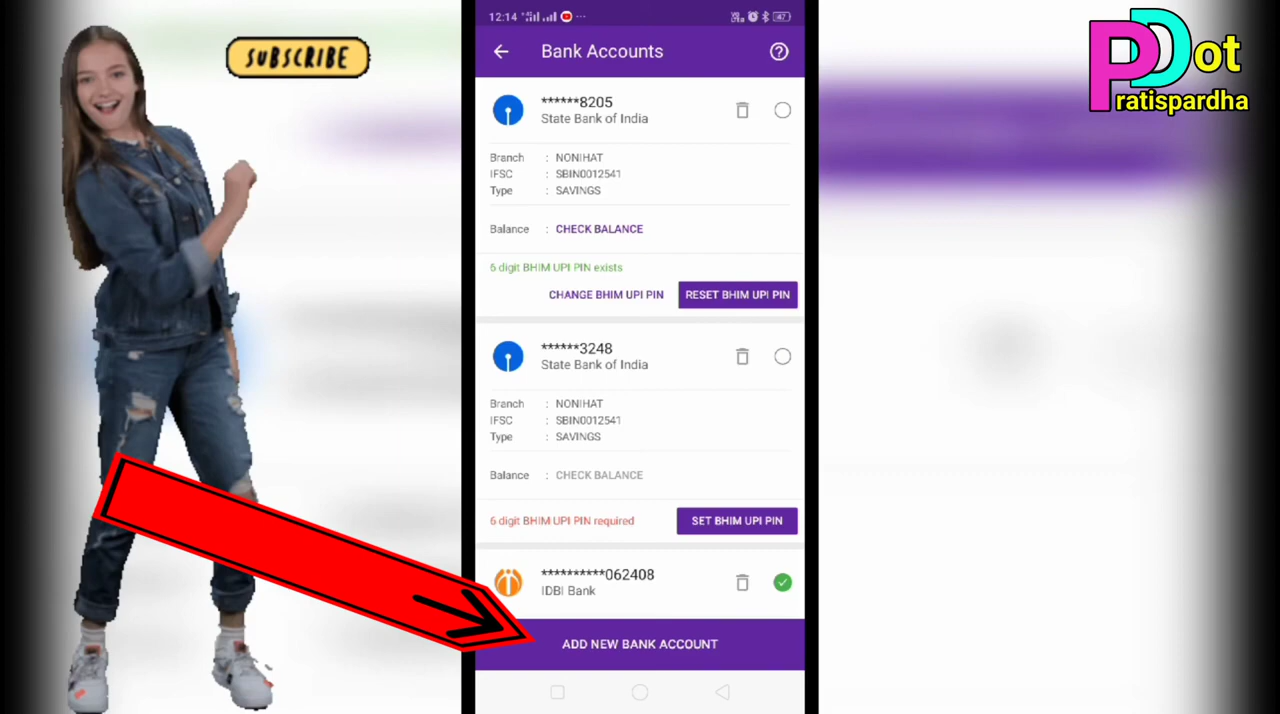 SUBSCRIBE
PDot
Pratispardha
12:14
47
Bank Accounts
******8205
State Bank of India
Branch : NONIHAT
IFSC : SBIN0012541
Type : SAVINGS
Balance : CHECK BALANCE
6 digit BHIM UPI PIN exists
CHANGE BHIM UPI PIN RESET BHIM UPI PIN
******3248
State Bank of India
Branch : NONIHAT
IFSC : SBIN0012541
Type : SAVINGS
Balance : CHECK BALANCE
6 digit BHIM UPI PIN required SET BHIM UPI PIN
**********062408
IDBI Bank
ADD NEW BANK ACCOUNT